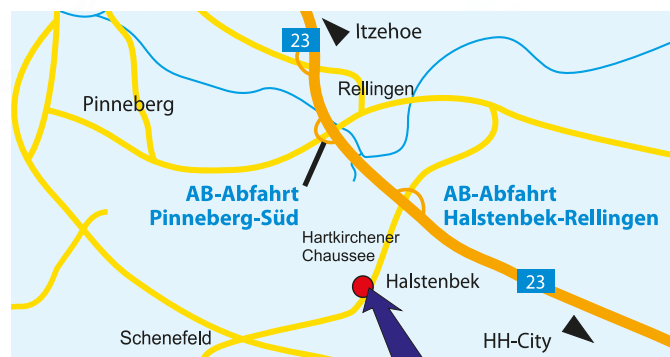 23
Itzehoe
Rellingen
Pinneberg
AB-Abfahrt
Pinneberg-Süd
AB-Abfahrt
Halstenbek-Rellingen
Hartkirchener
Chaussee
Halstenbek
23
Schenefeld
HH-City